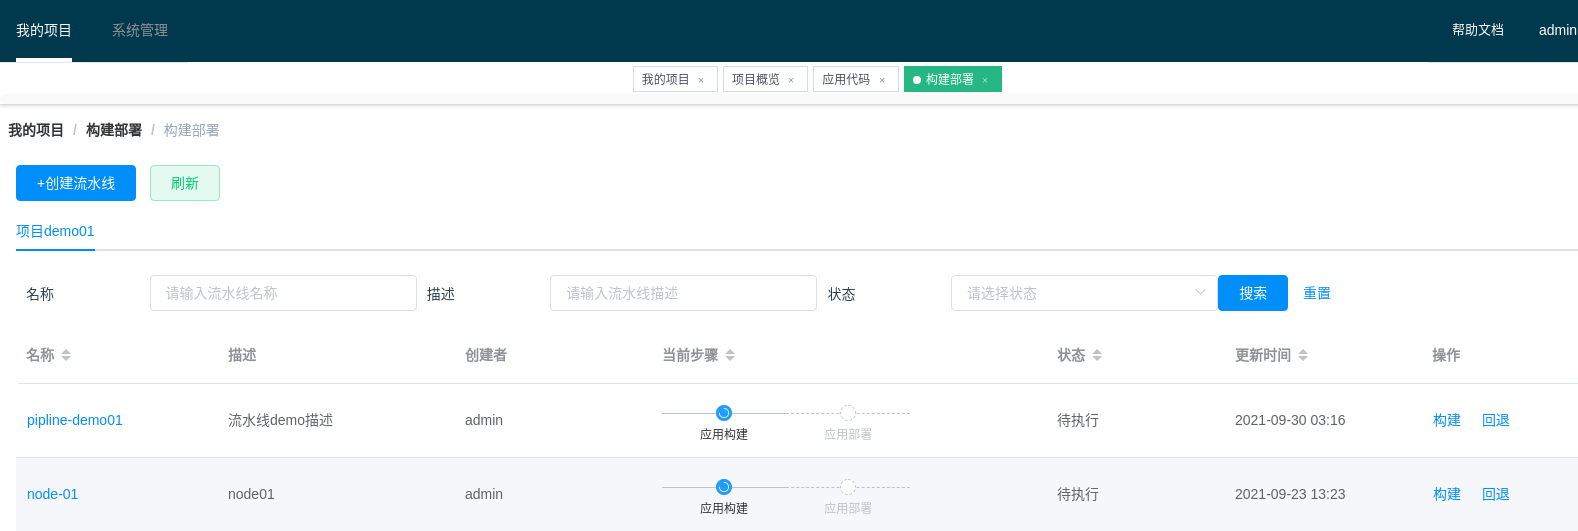 我的项目 系统管理 帮助文档 admin
我的项目 × 项目概览 × 应用代码 × 构建部署 ×
我的项目 / 构建部署 / 构建部署
+创建流水线 刷新
项目demo01
名称 请输入流水线名称 描述 请输入流水线描述 状态 请选择状态 搜索 重置
名称 描述 创建者 当前步骤 状态 更新时间 操作
pipline-demo01 流水线demo描述 admin 应用构建 应用部署 待执行 2021-09-30 03:16 构建 回退
node-01 node01 admin 应用构建 应用部署 待执行 2021-09-23 13:23 构建 回退